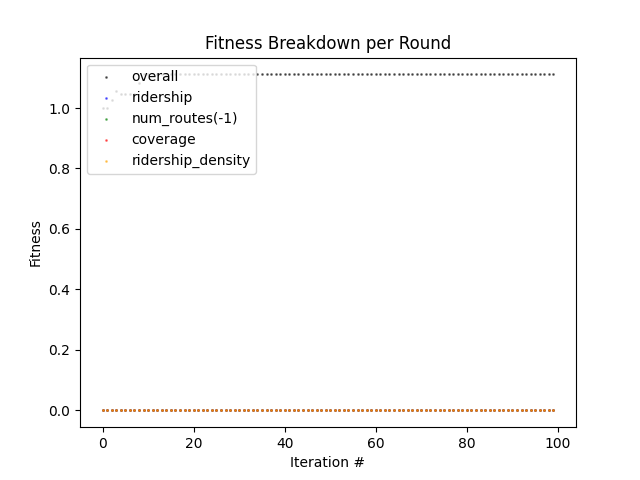 Fitness Breakdown per Round
overall
ridership
num_routes(-1)
coverage
ridership_density
1.0
0.8
0.6
0.4
0.2
0.0
Fitness
0
20
40
60
80
100
Iteration #